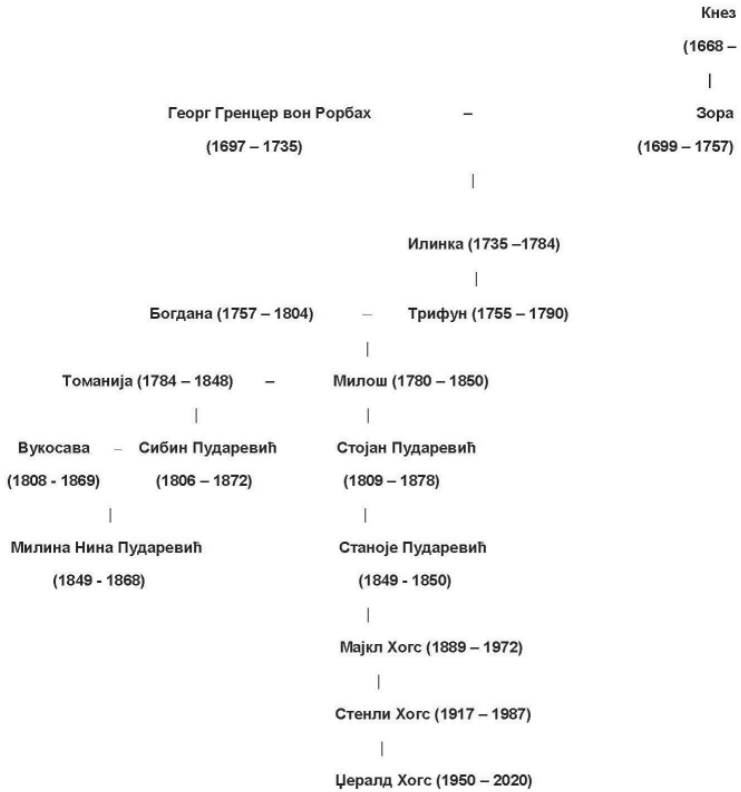 Кнез
(1668 –
|
Георг Гренцер вон Рорбах – Зора
(1697 – 1735) (1699 – 1757)
|
Илинка (1735 –1784)
|
Богдана (1757 – 1804) – Трифун (1755 – 1790)
|
Томанија (1784 – 1848) – Милош (1780 – 1850)
| |
Вукосава – Сибин Пударевић Стојан Пударевић
(1808 - 1869) (1806 – 1872) (1809 – 1878)
| |
Милина Нина Пударевић Станоје Пударевић
(1849 - 1868) (1849 - 1850)
|
Мајкл Хогс (1889 – 1972)
|
Стенли Хогс (1917 – 1987)
|
Џералд Хогс (1950 – 2020)